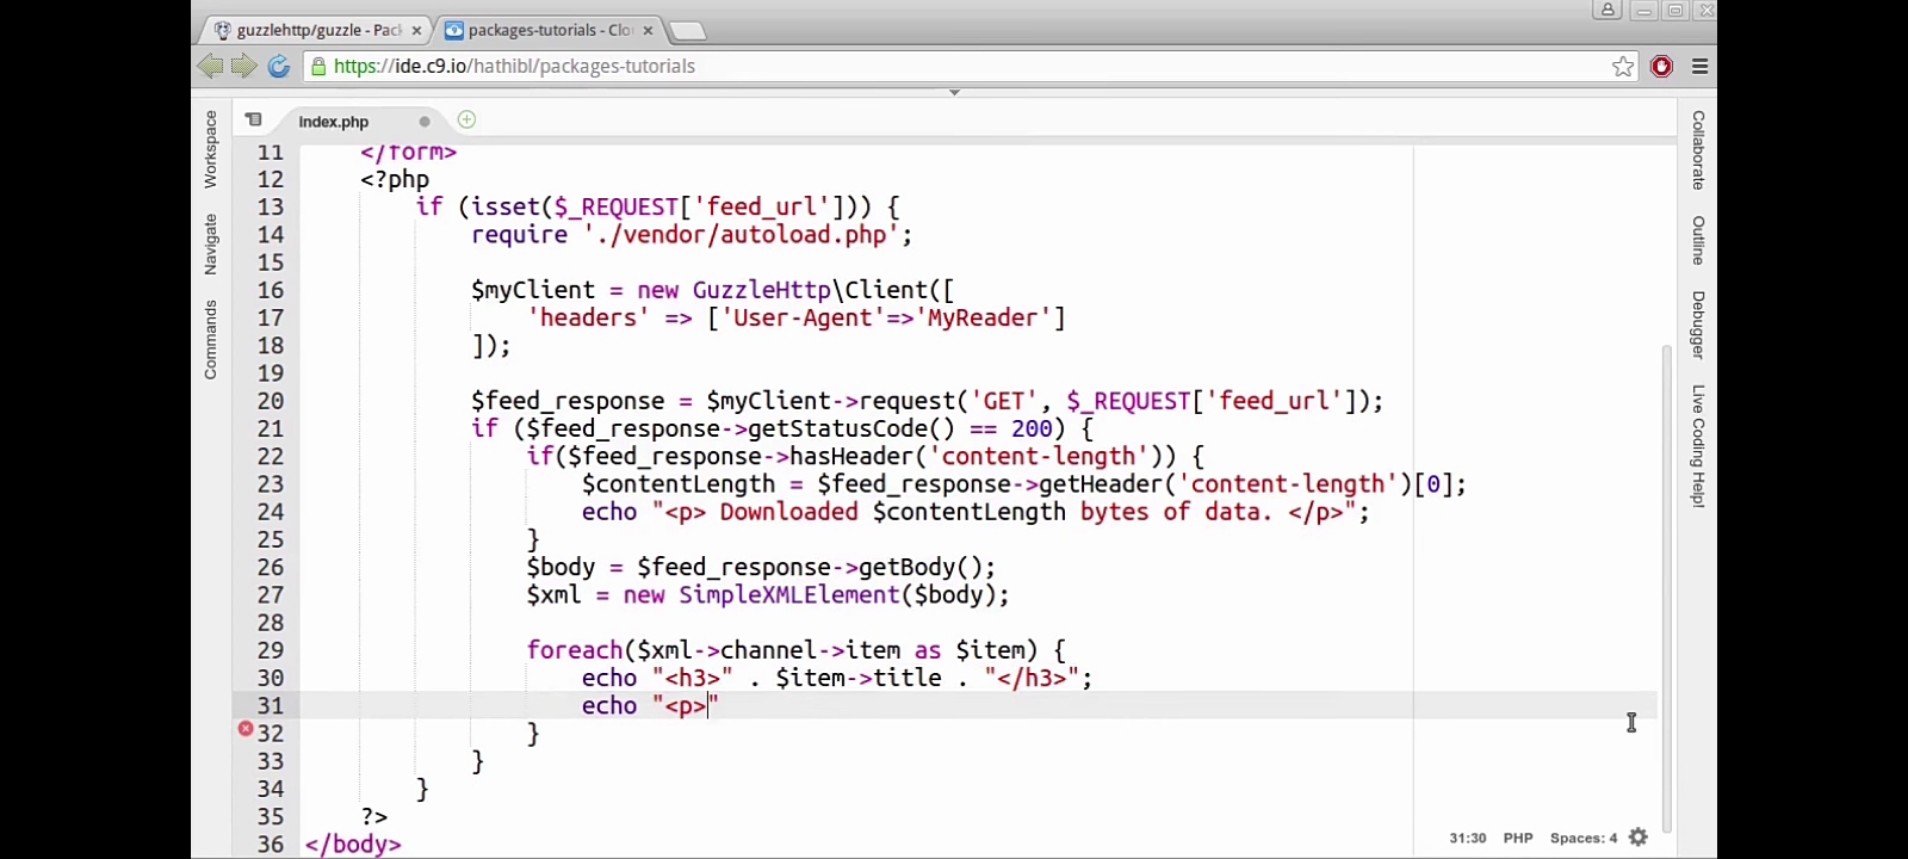 guzzlehttp/guzzle - Pack
packages-tutorials - Clou
https://ide.c9.io/hathibl/packages-tutorials
Workspace
Navigate
Commands
index.php
11 </form>
12 <?php
13 if (isset($_REQUEST['feed_url'])) {
14 require './vendor/autoload.php';
15
16 $myClient = new GuzzleHttp\Client([
17 'headers' => ['User-Agent'=>'MyReader']
18 ]);
19
20 $feed_response = $myClient->request('GET', $_REQUEST['feed_url']);
21 if ($feed_response->getStatusCode() == 200) {
22 if($feed_response->hasHeader('content-length')) {
23 $contentLength = $feed_response->getHeader('content-length')[0];
24 echo "<p> Downloaded $contentLength bytes of data. </p>";
25 }
26 $body = $feed_response->getBody();
27 $xml = new SimpleXMLElement($body);
28
29 foreach($xml->channel->item as $item) {
30 echo "<h3>" . $item->title . "</h3>";
31 echo "<p>"
32 }
33 }
34 }
35 ?>
36 </body>
31:30 PHP Spaces: 4
Collaborate
Outline
Debugger
Live Coding Help!